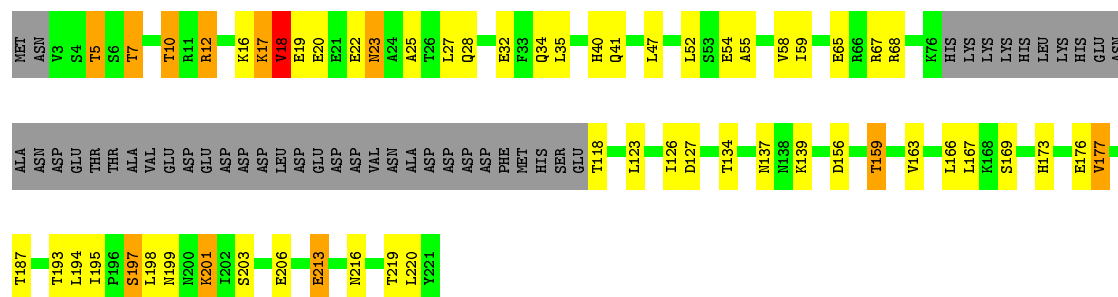 MET ASN V3 S4 T5 S6 T7 T10 R11 R12 K16 K17 V18 E19 E20 E21 E22 N23 A24 A25 T26 L27 Q28 E32 F33 Q34 L35 H40 Q41 L47 L52 S53 E54 A55 V58 I59 E65 R66 R67 R68 K76 HIS LYS LYS LYS HIS LEU LYS HIS GLU ASN
ALA ASN ASP GLU THR THR ALA VAL GLU ASP GLU ASP ASP ASP LEU ASP GLU ASP ASP VAL ASN ALA ASP ASP ASP ASP PHE MET HIS SER GLU T118 L123 I126 D127 T134 N137 N138 K139 D156 T159 V163 L166 L167 K168 S169 H173 E176 V177
T187 T193 L194 I195 P196 S197 L198 N199 N200 K201 I202 S203 E206 E213 N216 T219 L220 Y221